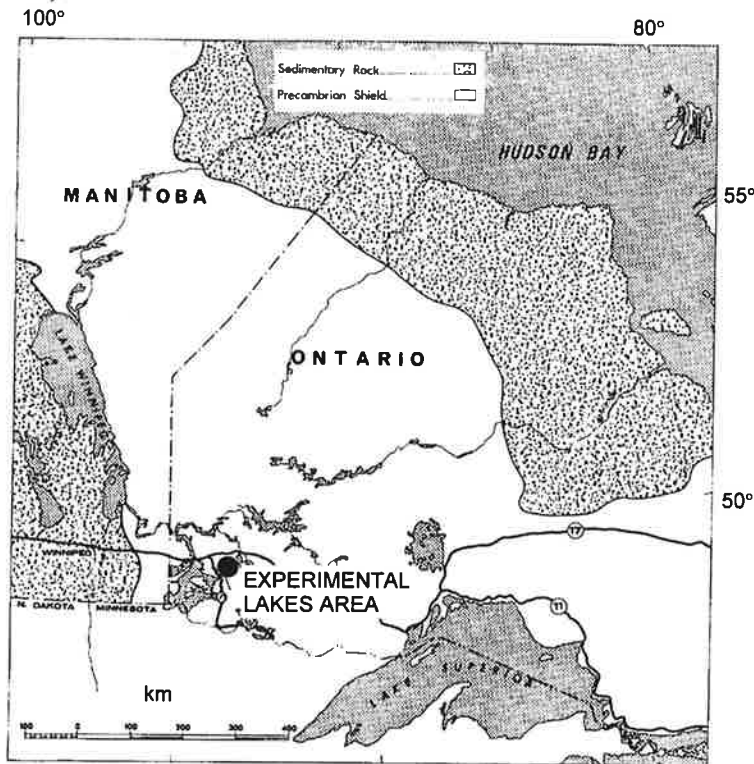 100°
80°
Sedimentary Rock
Precambrian Shield
HUDSON BAY
MANITOBA
55°
LAKE WINNIPEG
ONTARIO
50°
17
WINNIPEG
EXPERIMENTAL
LAKES AREA
N. DAKOTA
MINNESOTA
11
LAKE SUPERIOR
km
100 0 100 200 300 400